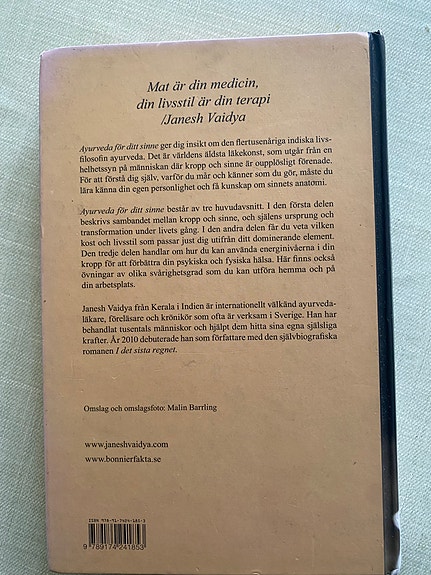 Mat är din medicin,
din livsstil är din terapi
/Janesh Vaidya
Ayurveda för ditt sinne ger dig insikt om den flertusenåriga indiska livs-
filosofin ayurveda. Det är världens äldsta läkekonst, som utgår från en
helhetssyn på människan där kropp och sinne är oupplösligt förenade.
För att förstå dig själv, varför du mår och känner som du gör, måste du
lära känna din egen personlighet och få kunskap om sinnets anatomi.
Ayurveda för ditt sinne består av tre huvudavsnitt. I den första delen
beskrivs sambandet mellan kropp och sinne, och själens ursprung och
transformation under livets gång. I den andra delen får du veta vilken
kost och livsstil som passar just dig utifrån ditt dominerande element.
Den tredje delen handlar om hur du kan använda energinivåerna i din
kropp för att förbättra din psykiska och fysiska hälsa. Här finns också
övningar av olika svårighetsgrad som du kan utföra hemma och på
din arbetsplats.
Janesh Vaidya från Kerala i Indien är internationellt välkänd ayurveda-
läkare, föreläsare och krönikör som ofta är verksam i Sverige. Han har
behandlat tusentals människor och hjälpt dem hitta sina egna själsliga
krafter. År 2010 debuterade han som författare med den självbiografiska
romanen I det sista regnet.
Omslag och omslagsfoto: Malin Barrling
www.janeshvaidya.com
www.bonnierfakta.se
ISBN 978-91-7424-185-3
9 789174 241853